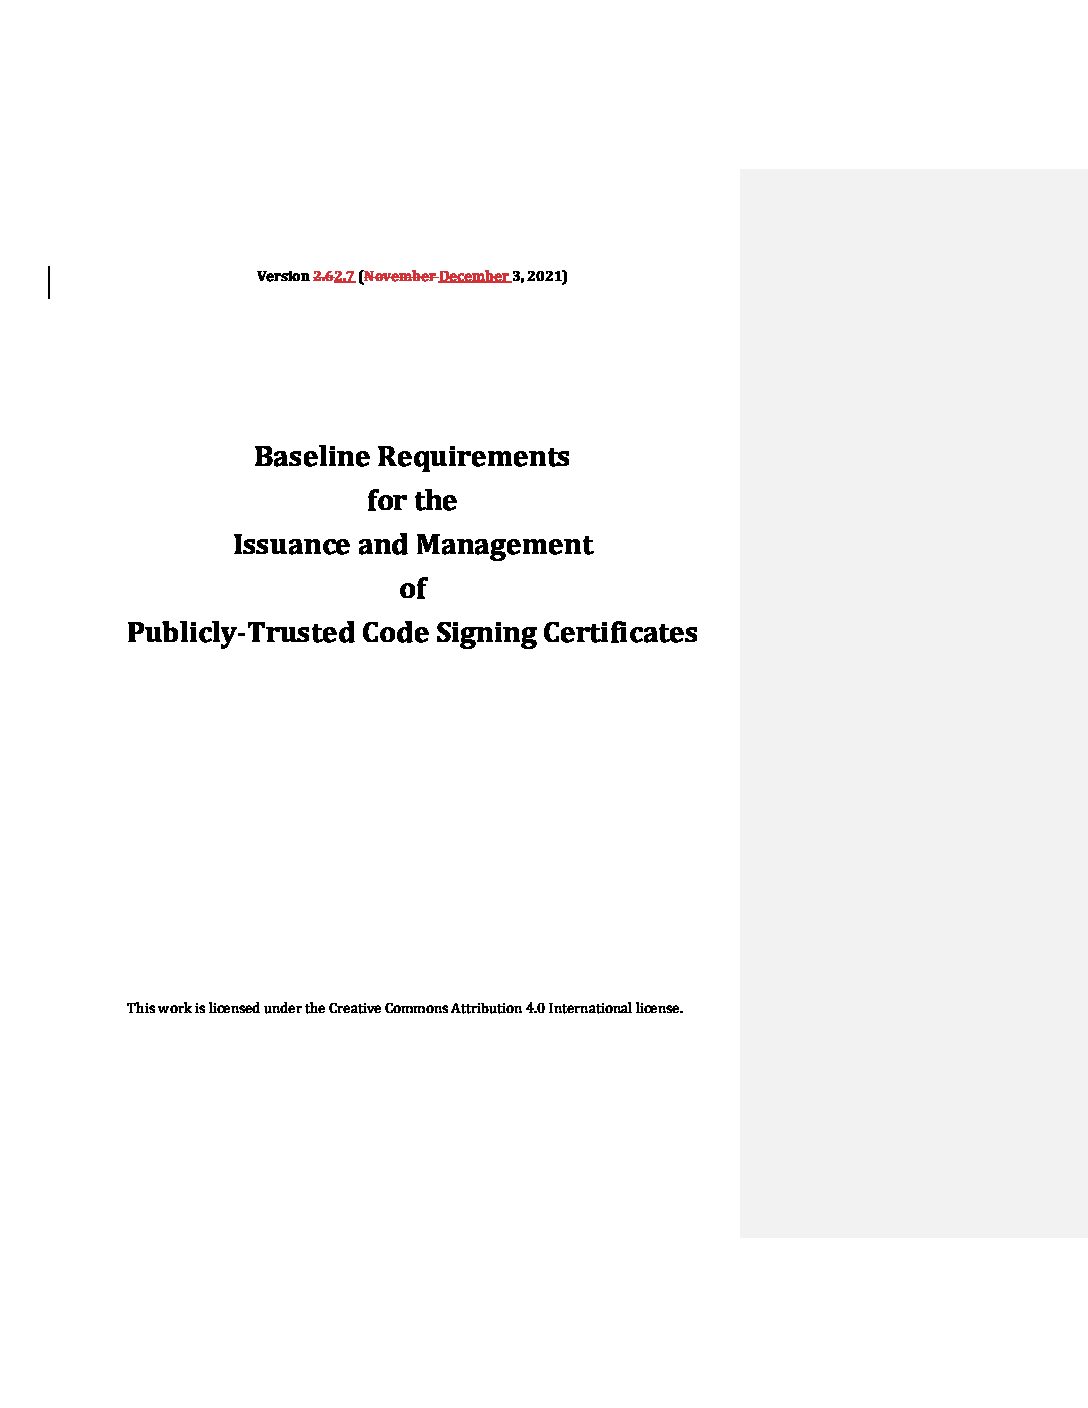 Version 2.62.7 (November December 3, 2021)
Baseline Requirements
for the
Issuance and Management
of
Publicly-Trusted Code Signing Certificates
This work is licensed under the Creative Commons Attribution 4.0 International license.